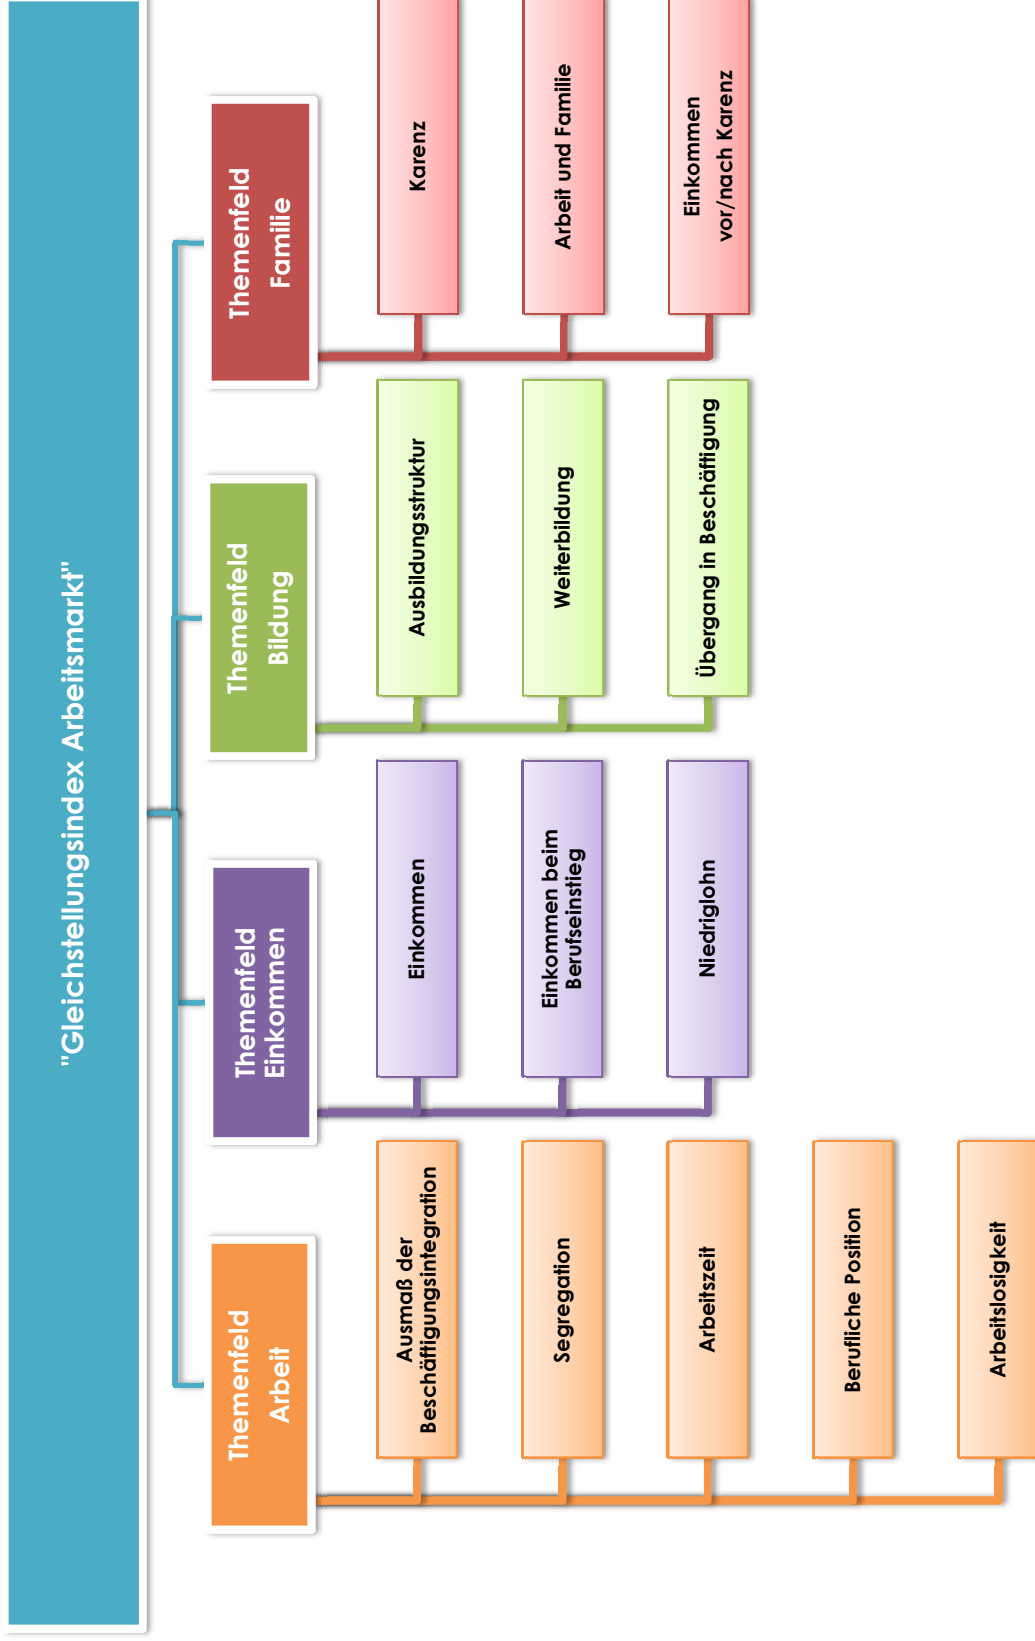 "Gleichstellungsindex Arbeitsmarkt"
Themenfeld
Arbeit
Ausmaß der
Beschäftigungsintegration
Segregation
Arbeitszeit
Berufliche Position
Arbeitslosigkeit
Themenfeld
Einkommen
Einkommen
Einkommen beim
Berufseinstieg
Niedriglohn
Themenfeld
Bildung
Ausbildungsstruktur
Weiterbildung
Übergang in Beschäftigung
Themenfeld
Familie
Karenz
Arbeit und Familie
Einkommen
vor/nach Karenz